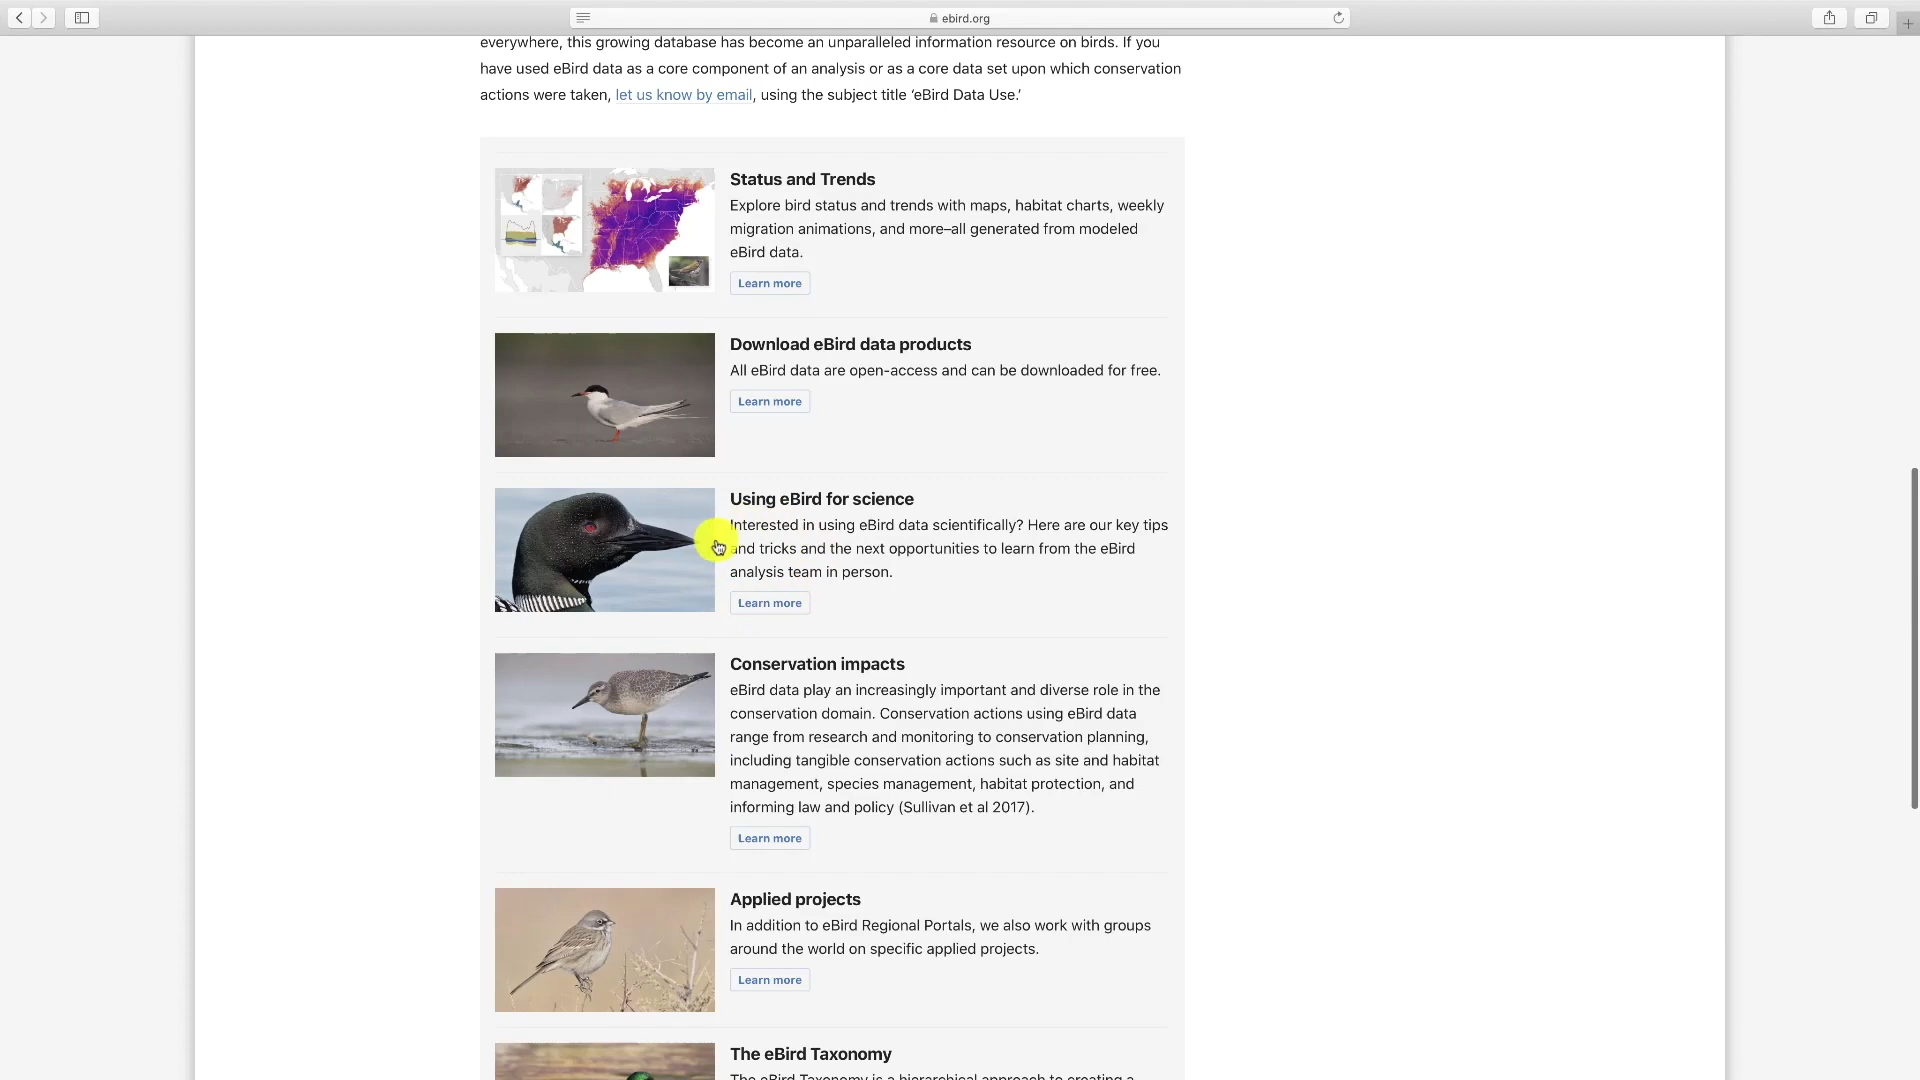 ebird.org
everywhere, this growing database has become an unparalleled information resource on birds. If you
have used eBird data as a core component of an analysis or as a core data set upon which conservation
actions were taken, let us know by email, using the subject title ‘eBird Data Use.’
Status and Trends
Explore bird status and trends with maps, habitat charts, weekly
migration animations, and more–all generated from modeled
eBird data.
Learn more
Download eBird data products
All eBird data are open-access and can be downloaded for free.
Learn more
Using eBird for science
Interested in using eBird data scientifically? Here are our key tips
and tricks and the next opportunities to learn from the eBird
analysis team in person.
Learn more
Conservation impacts
eBird data play an increasingly important and diverse role in the
conservation domain. Conservation actions using eBird data
range from research and monitoring to conservation planning,
including tangible conservation actions such as site and habitat
management, species management, habitat protection, and
informing law and policy (Sullivan et al 2017).
Learn more
Applied projects
In addition to eBird Regional Portals, we also work with groups
around the world on specific applied projects.
Learn more
The eBird Taxonomy
The eBird Taxonomy is a hierarchical approach to creating a